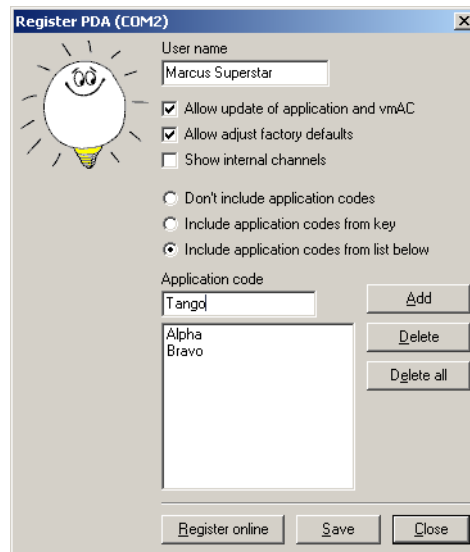 Register PDA (COM2)
User name
Marcus Superstar
Allow update of application and vmAC
Allow adjust factory defaults
Show internal channels
Don't include application codes
Include application codes from key
Include application codes from list below
Application code
Tango
Add
Alpha
Bravo
Delete
Delete all
Register online
Save
Close